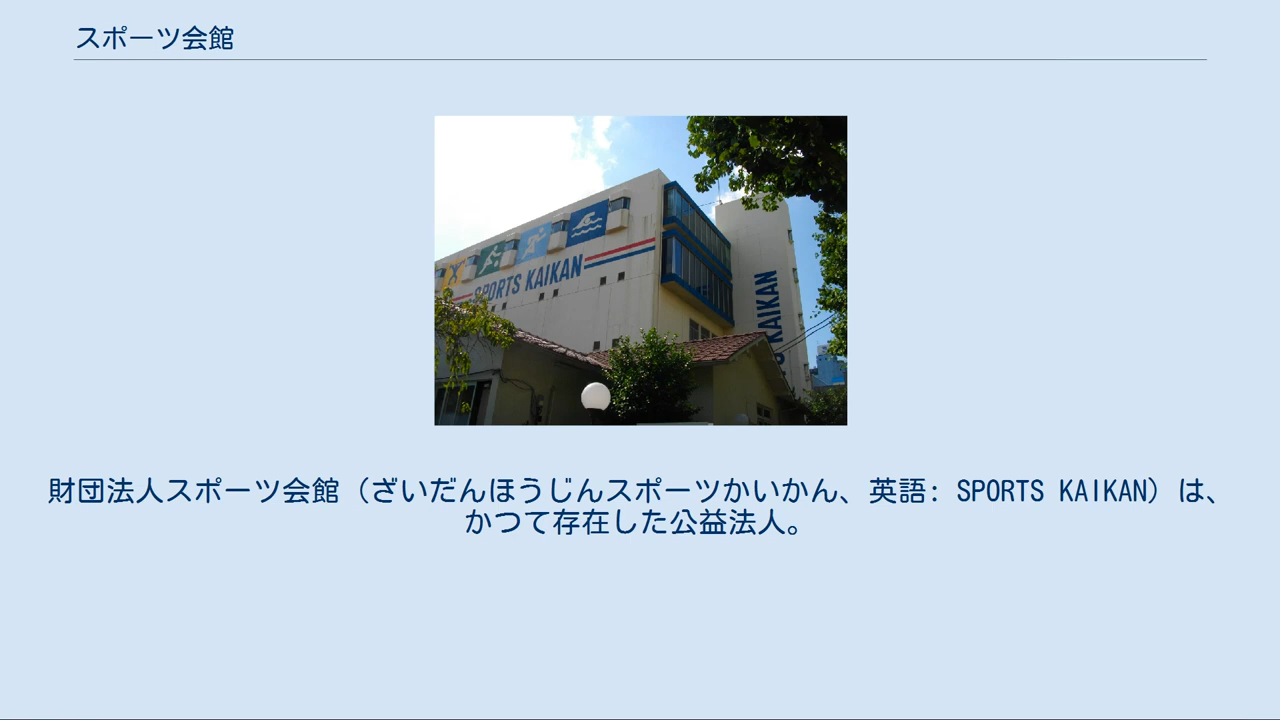 スポーツ会館
SPORTS KAIKAN
KAIKAN
財団法人スポーツ会館（ざいだんほうじんスポーツかいかん、英語: SPORTS KAIKAN）は、
かつて存在した公益法人。